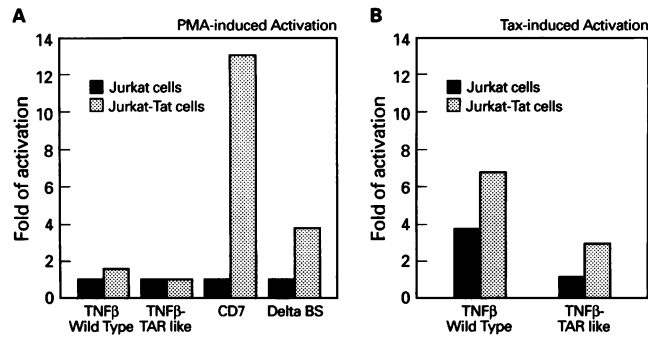 A
PMA-induced Activation
Fold of activation
14
12
10
8
6
4
2
0
Jurkat cells
Jurkat-Tat cells
TNFβ
Wild Type
TNFβ-
TAR like
CD7
Delta BS
B
Tax-induced Activation
Fold of activation
14
12
10
8
6
4
2
0
Jurkat cells
Jurkat-Tat cells
TNFβ
Wild Type
TNFβ-
TAR like